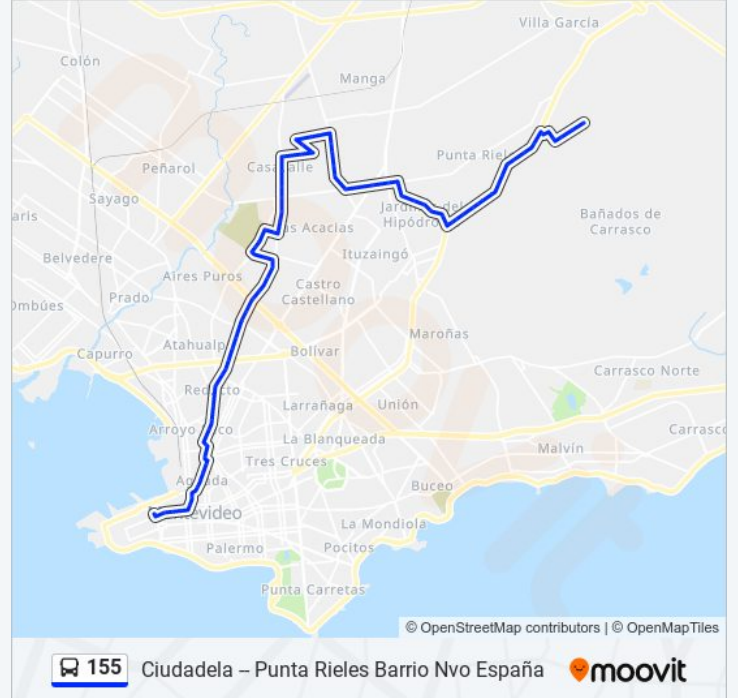 Villa García
Colón
Manga
Peñarol
Casavalle
Punta Rieles
Sayago
Jardines del
Hipódromo
Bañados de
Carrasco
Las Acacias
Belvedere
Ituzaingó
Aires Puros
Castro
Castellano
Prado
Maroñas
Atahualpa
Capurro
Bolívar
Carrasco Norte
Reducto
Larrañaga
Unión
Arroyo Seco
La Blanqueada
Carrasco
Malvín
Tres Cruces
Aguada
Buceo
Montevideo
La Mondiola
Palermo
Pocitos
Punta Carretas
© OpenStreetMap contributors | © OpenMapTiles
155 Ciudadela – Punta Rieles Barrio Nvo España
moovit